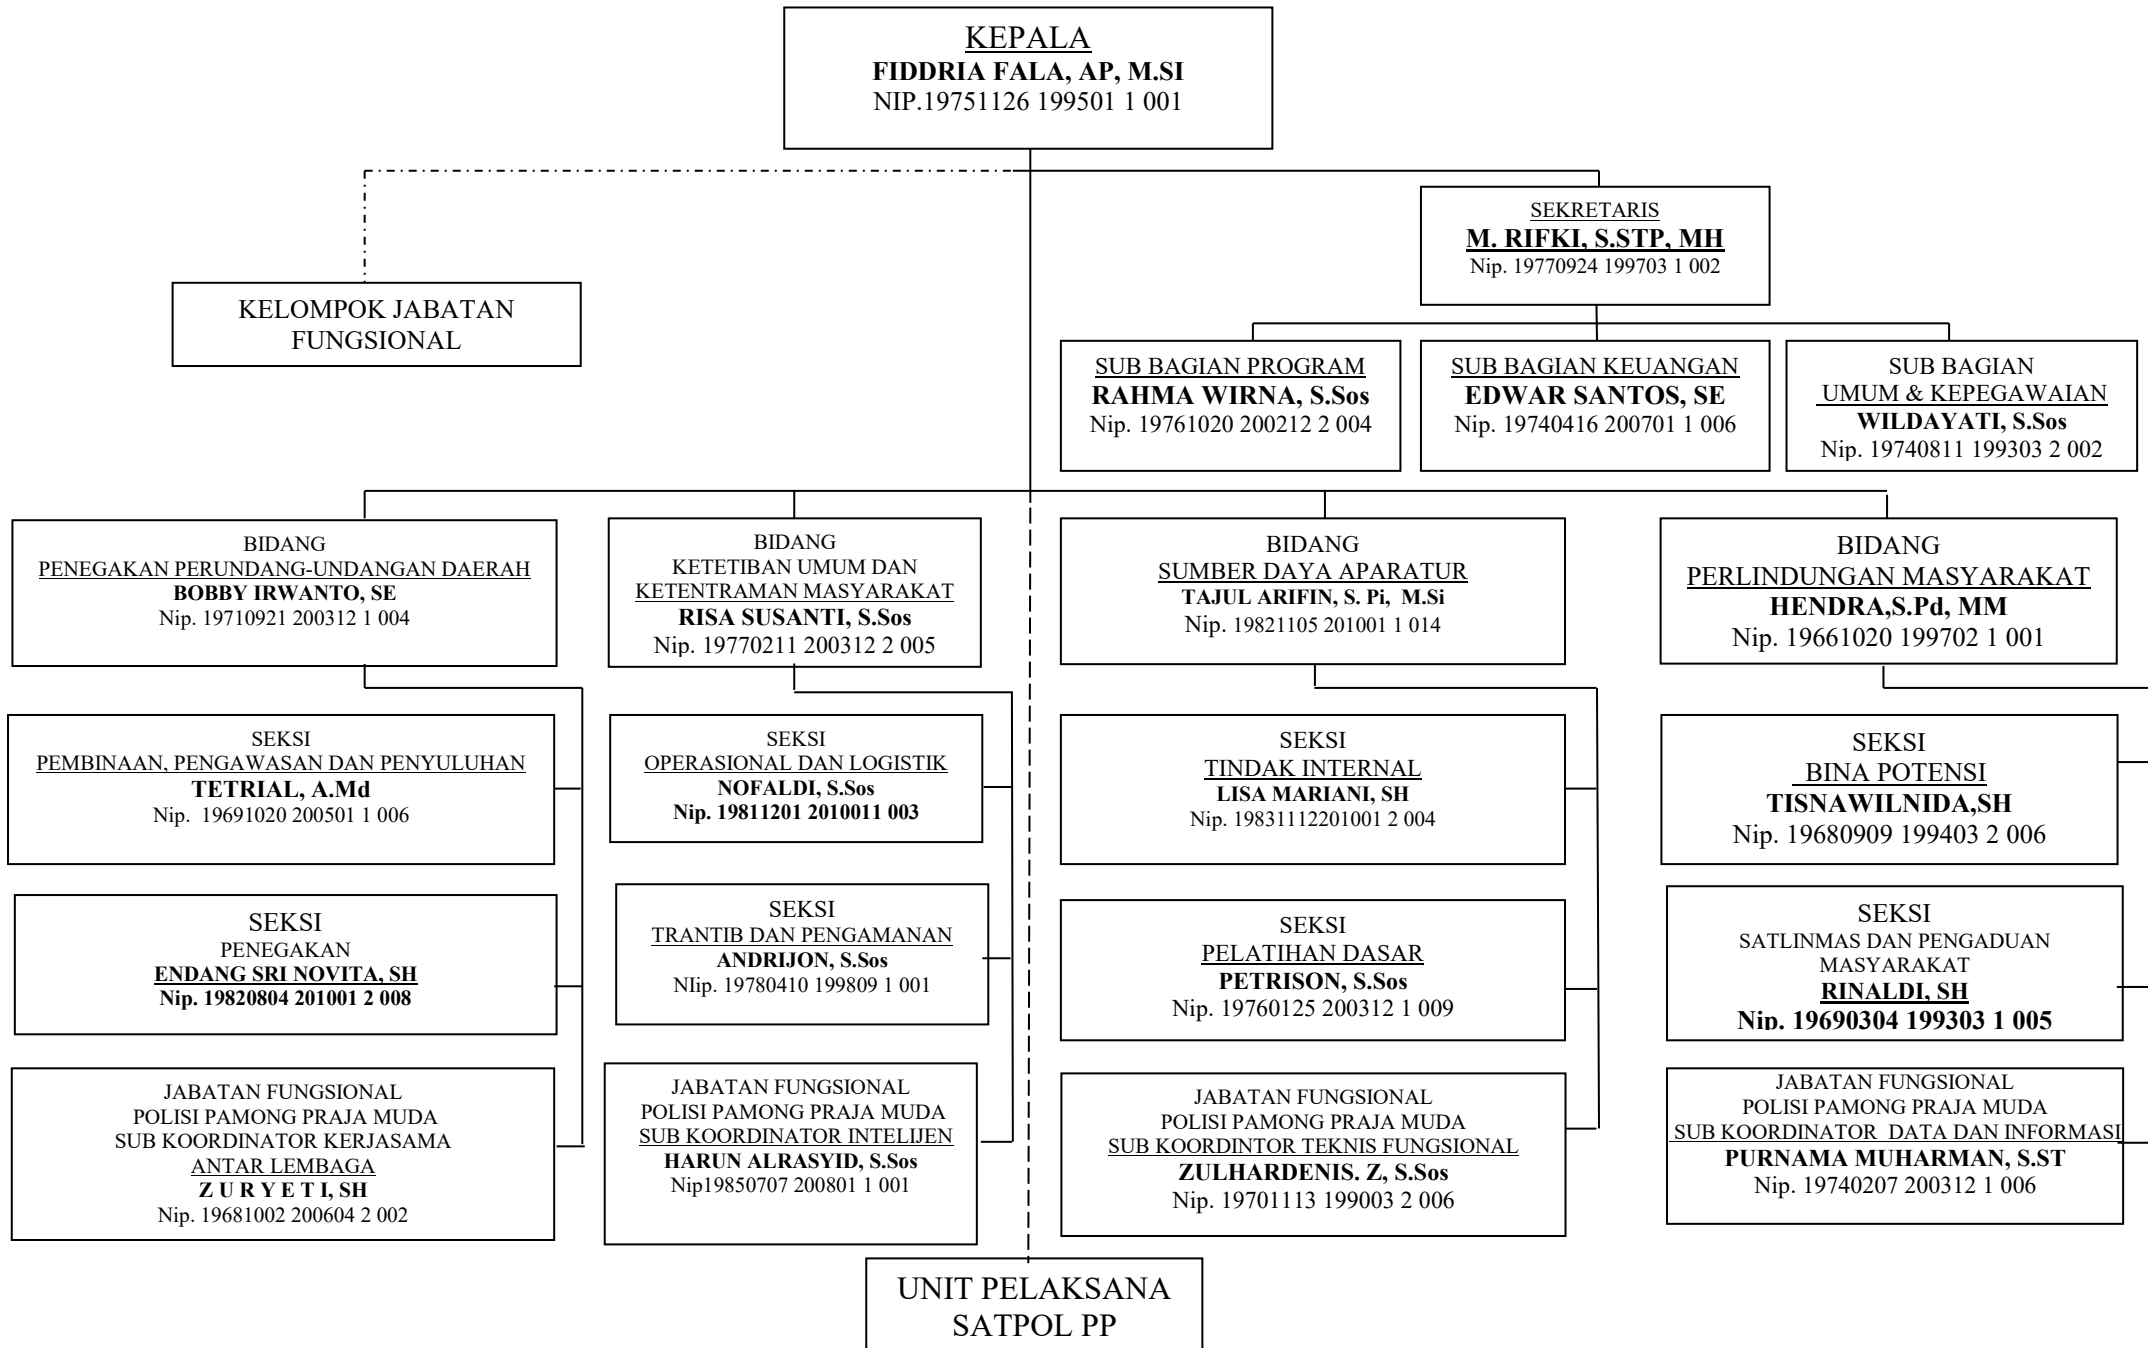 KEPALA
FIDDRIA FALA, AP, M.SI
NIP.19751126 199501 1 001
SEKRETARIS
M. RIFKI, S.STP, MH
Nip. 19770924 199703 1 002
KELOMPOK JABATAN
FUNGSIONAL
SUB BAGIAN PROGRAM
RAHMA WIRNA, S.Sos
Nip. 19761020 200212 2 004
SUB BAGIAN KEUANGAN
EDWAR SANTOS, SE
Nip. 19740416 200701 1 006
SUB BAGIAN
UMUM & KEPEGAWAIAN
WILDAYATI, S.Sos
Nip. 19740811 199303 2 002
BIDANG
PENEGAKAN PERUNDANG-UNDANGAN DAERAH
BOBBY IRWANTO, SE
Nip. 19710921 200312 1 004
BIDANG
KETETIBAN UMUM DAN
KETENTRAMAN MASYARAKAT
RISA SUSANTI, S.Sos
Nip. 19770211 200312 2 005
BIDANG
SUMBER DAYA APARATUR
TAJUL ARIFIN, S. Pi, M.Si
Nip. 19821105 201001 1 014
BIDANG
PERLINDUNGAN MASYARAKAT
HENDRA,S.Pd, MM
Nip. 19661020 199702 1 001
SEKSI
PEMBINAAN, PENGAWASAN DAN PENYULUHAN
TETRIAL, A.Md
Nip. 19691020 200501 1 006
SEKSI
OPERASIONAL DAN LOGISTIK
NOFALDI, S.Sos
Nip. 19811201 2010011 003
SEKSI
TINDAK INTERNAL
LISA MARIANI, SH
Nip. 19831112201001 2 004
SEKSI
BINA POTENSI
TISNAWILNIDA,SH
Nip. 19680909 199403 2 006
SEKSI
PENEGAKAN
ENDANG SRI NOVITA, SH
Nip. 19820804 201001 2 008
SEKSI
TRANTIB DAN PENGAMANAN
ANDRIJON, S.Sos
NIip. 19780410 199809 1 001
SEKSI
PELATIHAN DASAR
PETRISON, S.Sos
Nip. 19760125 200312 1 009
SEKSI
SATLINMAS DAN PENGADUAN
MASYARAKAT
RINALDI, SH
Nip. 19690304 199303 1 005
JABATAN FUNGSIONAL
POLISI PAMONG PRAJA MUDA
SUB KOORDINATOR KERJASAMA
ANTAR LEMBAGA
Z U R Y E T I, SH
Nip. 19681002 200604 2 002
JABATAN FUNGSIONAL
POLISI PAMONG PRAJA MUDA
SUB KOORDINATOR INTELIJEN
HARUN ALRASYID, S.Sos
Nip19850707 200801 1 001
JABATAN FUNGSIONAL
POLISI PAMONG PRAJA MUDA
SUB KOORDINTOR TEKNIS FUNGSIONAL
ZULHARDENIS. Z, S.Sos
Nip. 19701113 199003 2 006
JABATAN FUNGSIONAL
POLISI PAMONG PRAJA MUDA
SUB KOORDINATOR DATA DAN INFORMASI
PURNAMA MUHARMAN, S.ST
Nip. 19740207 200312 1 006
UNIT PELAKSANA
SATPOL PP